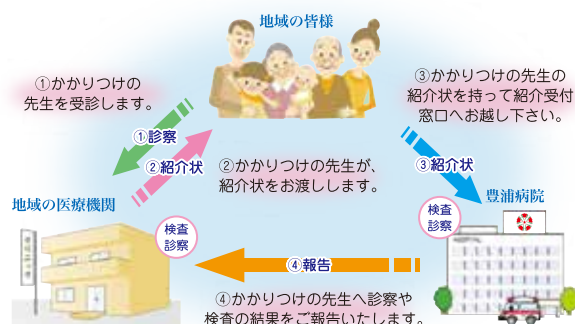 地域の皆様
①かかりつけの
先生を受診します。
③かかりつけの先生の
紹介状を持って紹介受付
窓口へお越し下さい。
①診察
②紹介状
②かかりつけの先生が、
紹介状をお渡しします。
③紹介状
地域の医療機関
豊浦病院
検査
診察
検査
診察
④報告
④かかりつけの先生へ診察や
検査の結果をご報告いたします。